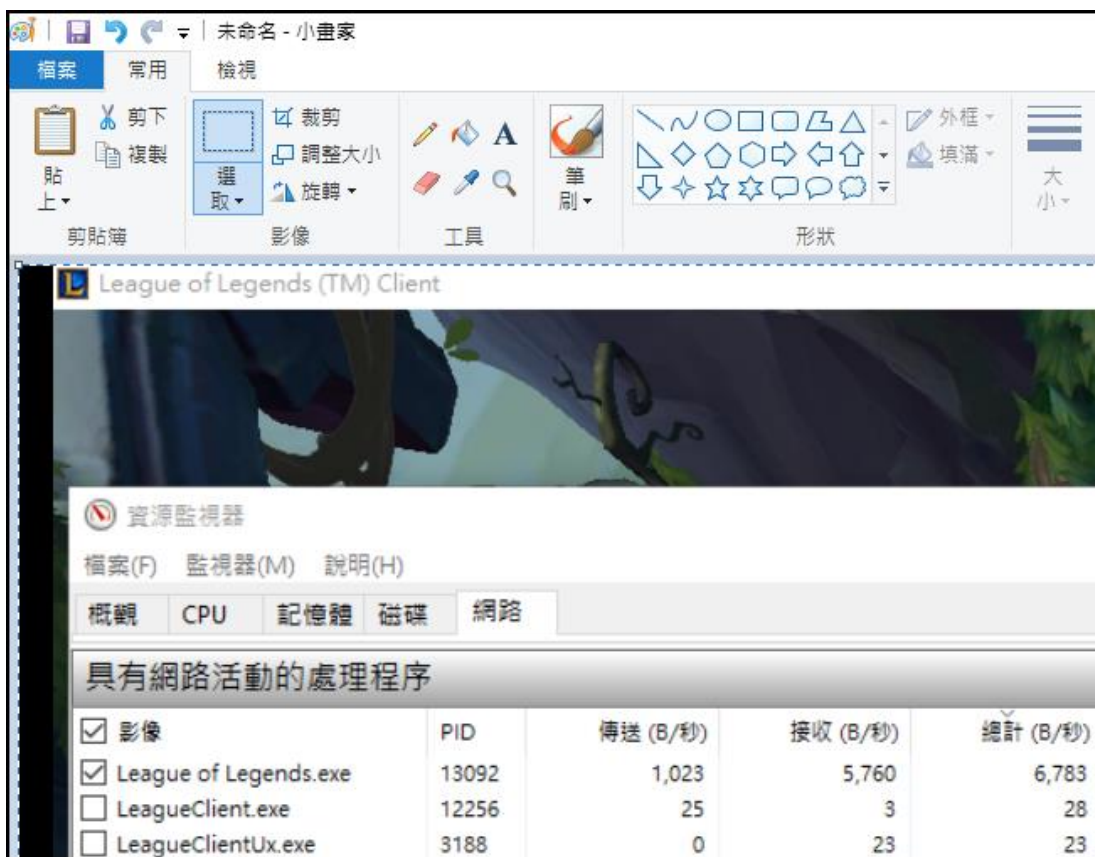 未命名 - 小畫家
檔案 常用 檢視
貼上 剪下 複製
選取 裁剪 調整大小 旋轉
A
筆刷
外框 填滿
大小
剪貼簿 影像 工具 形狀
League of Legends (TM) Client
資源監視器
檔案(F) 監視器(M) 說明(H)
概觀 CPU 記憶體 磁碟 網路
具有網路活動的處理程序
影像 PID 傳送 (B/秒) 接收 (B/秒) 總計 (B/秒)
League of Legends.exe 13092 1,023 5,760 6,783
LeagueClient.exe 12256 25 3 28
LeagueClientUx.exe 3188 0 23 23